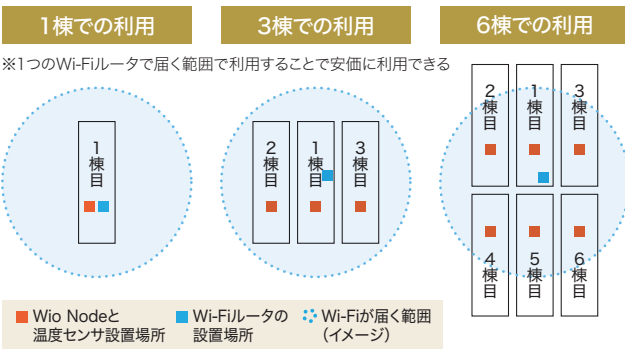 1棟での利用
3棟での利用
6棟での利用
※1つのWi-Fiルータで届く範囲で利用することで安価に利用できる
1棟目
2棟目
1棟目
3棟目
2棟目
1棟目
3棟目
4棟目
5棟目
6棟目
Wio Nodeと
温度センサ設置場所
Wi-Fiルータの
設置場所
Wi-Fiが届く範囲
（イメージ）